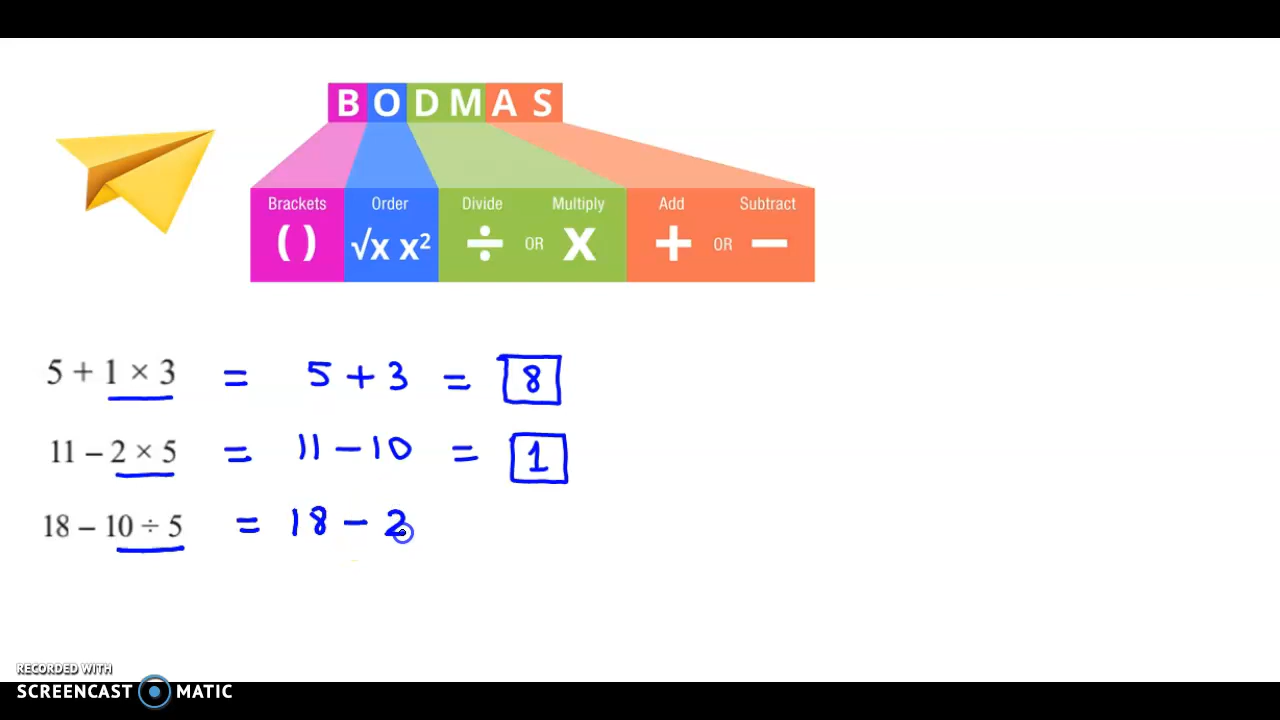 B O D M A S
Brackets Order Divide Multiply Add Subtract
( ) √x x² ÷ OR X + OR −
5 + 1 × 3 = 5 + 3 = 8
11 − 2 × 5 = 11 − 10 = 1
18 − 10 ÷ 5 = 18 − 2
RECORDED WITH
SCREENCAST MATIC